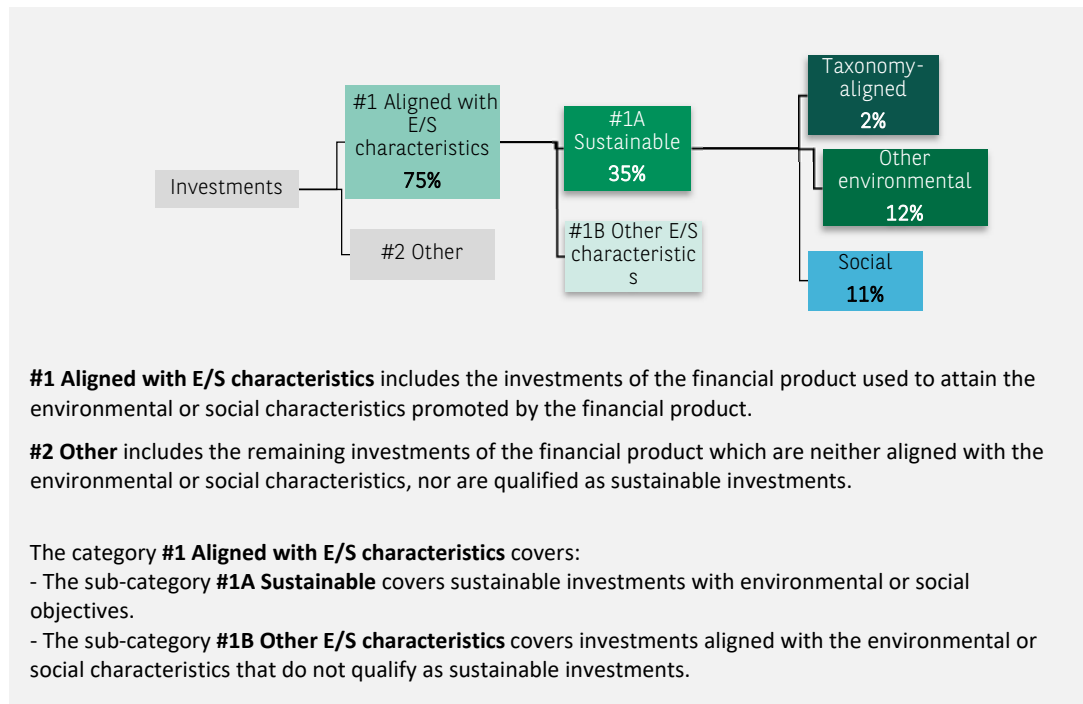 Investments
#1 Aligned with
E/S
characteristics
75%
#2 Other
#1A
Sustainable
35%
#1B Other E/S
characteristic
s
Taxonomy-
aligned
2%
Other
environmental
12%
Social
11%
#1 Aligned with E/S characteristics includes the investments of the financial product used to attain the
environmental or social characteristics promoted by the financial product.
#2 Other includes the remaining investments of the financial product which are neither aligned with the
environmental or social characteristics, nor are qualified as sustainable investments.
The category #1 Aligned with E/S characteristics covers:
- The sub-category #1A Sustainable covers sustainable investments with environmental or social
objectives.
- The sub-category #1B Other E/S characteristics covers investments aligned with the environmental or
social characteristics that do not qualify as sustainable investments.